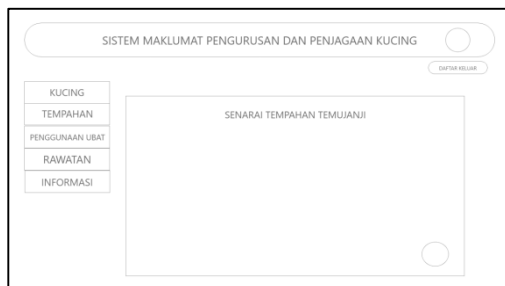 SISTEM MAKLUMAT PENGURUSAN DAN PENJAGAAN KUCING
DAFTAR KELUAR
KUCING
TEMPAHAN
PENGGUNAAN UBAT
RAWATAN
INFORMASI
SENARAI TEMPAHAN TEMUJANJI